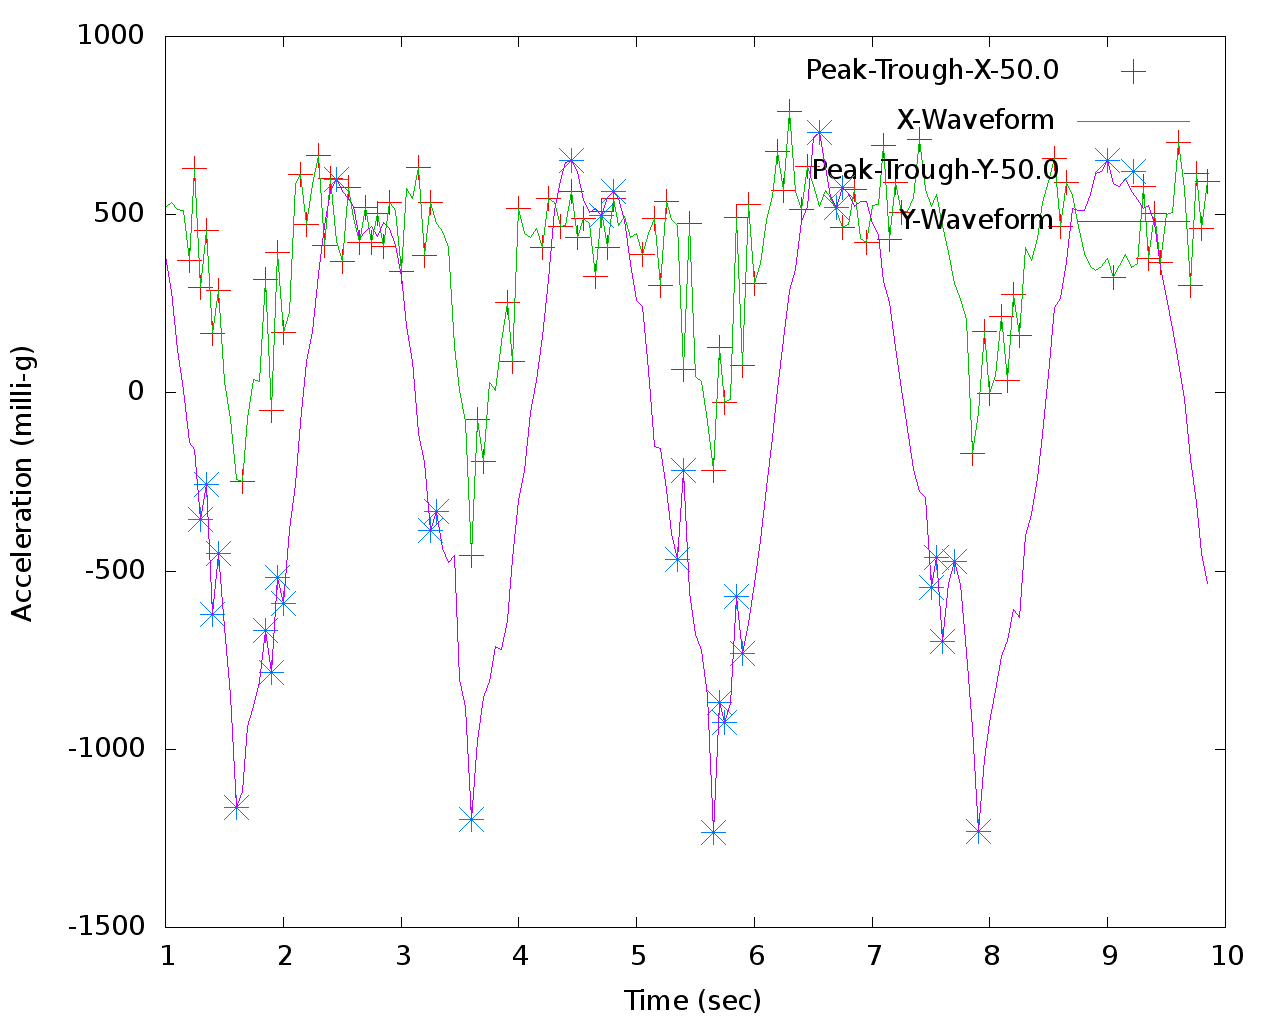 1000
500
0
-500
-1000
-1500
1 2 3 4 5 6 7 8 9 10
Acceleration (milli-g)
Time (sec)
Peak-Trough-X-50.0
X-Waveform
Peak-Trough-Y-50.0
Y-Waveform